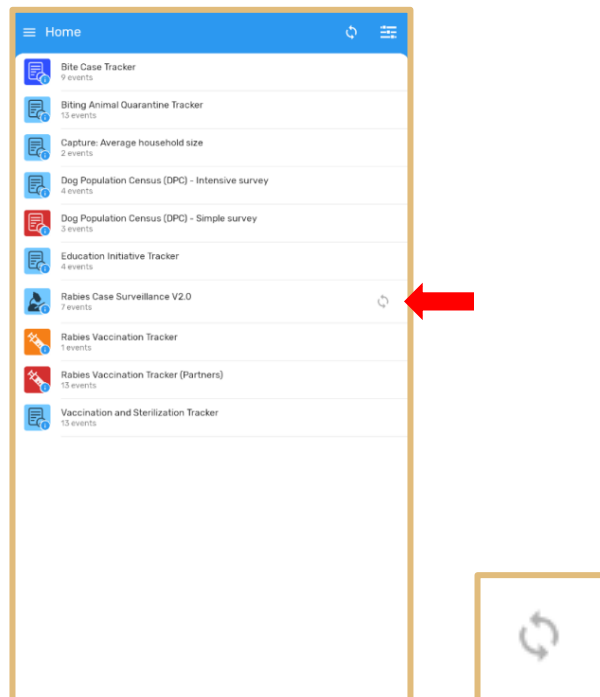 Home
Bite Case Tracker
9 events
Biting Animal Quarantine Tracker
13 events
Capture: Average household size
2 events
Dog Population Census (DPC) - Intensive survey
4 events
Dog Population Census (DPC) - Simple survey
3 events
Education Initiative Tracker
4 events
Rabies Case Surveillance V2.0
7 events
Rabies Vaccination Tracker
1 events
Rabies Vaccination Tracker (Partners)
13 events
Vaccination and Sterilization Tracker
13 events